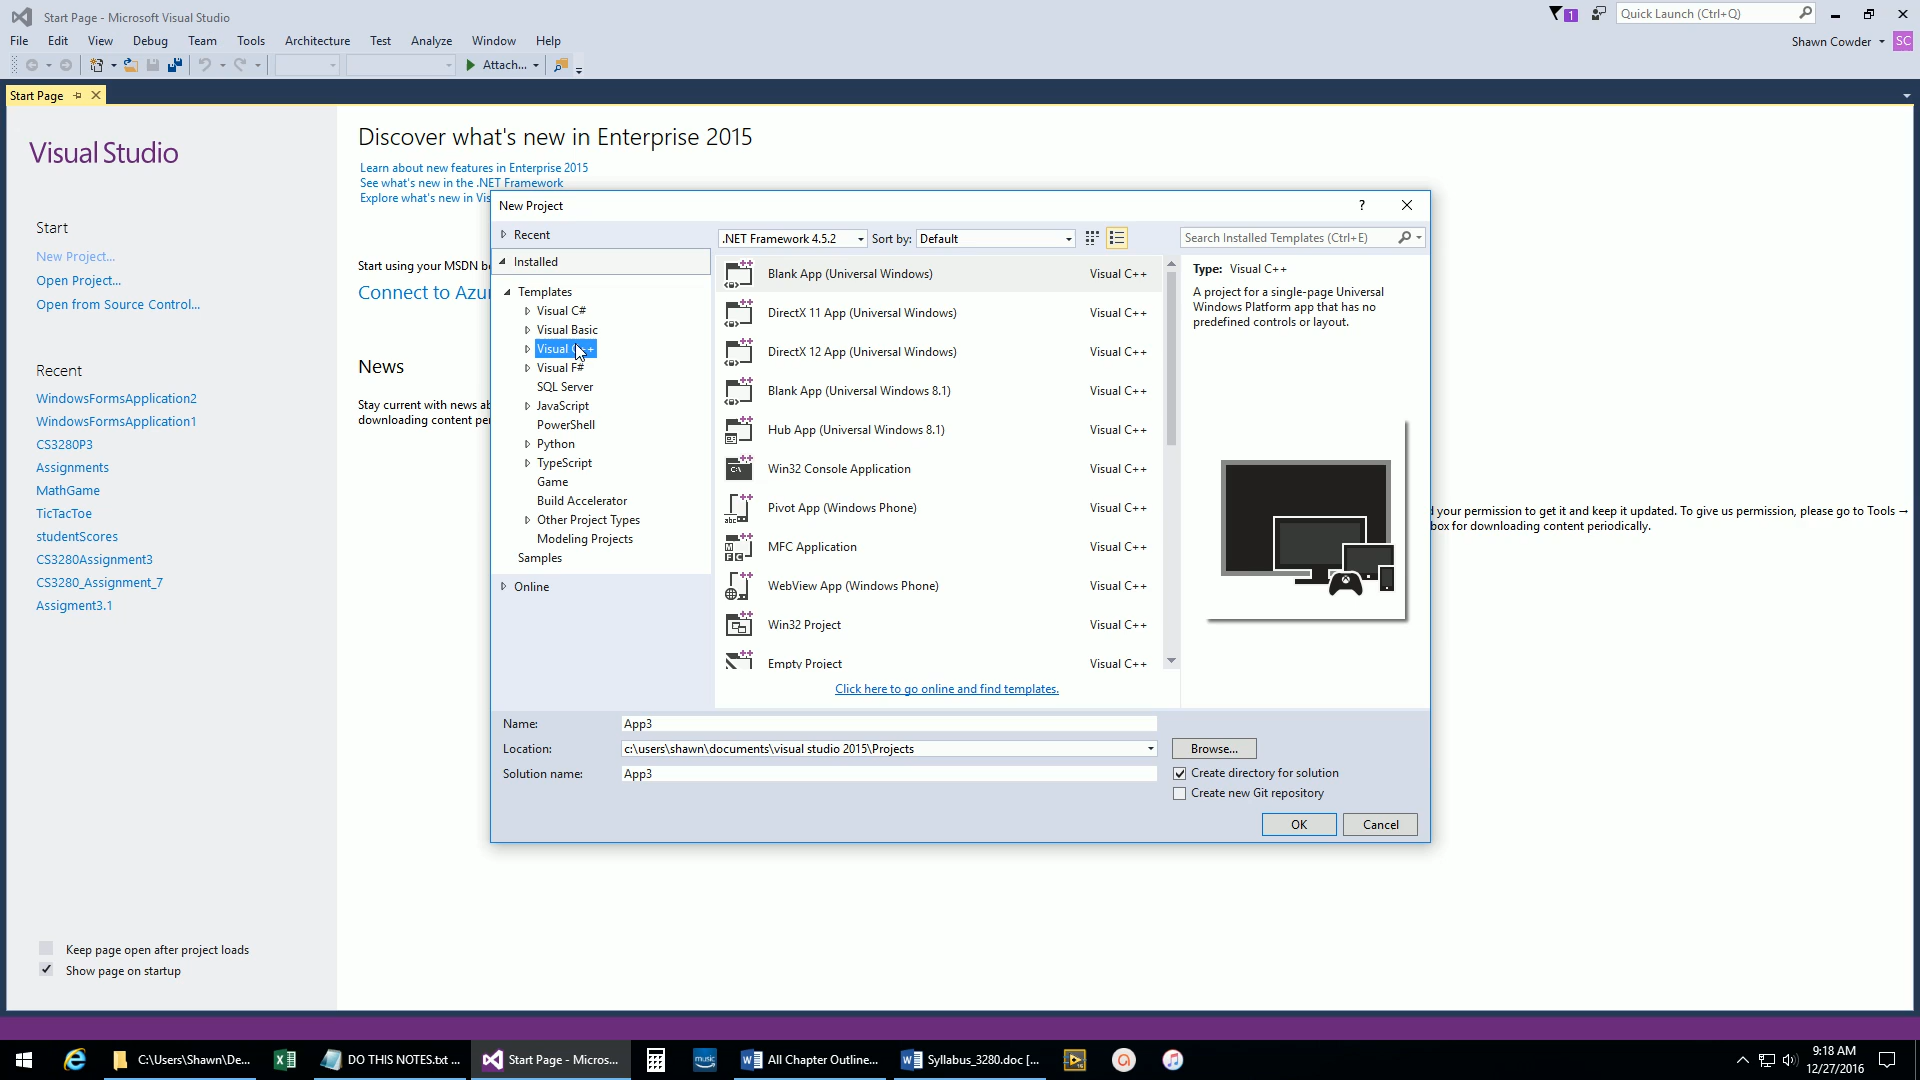 Start Page - Microsoft Visual Studio
1
Quick Launch (Ctrl+Q)
File Edit View Debug Team Tools Architecture Test Analyze Window Help
Shawn Cowder
SC
Attach...
Start Page
Visual Studio
Start
New Project...
Open Project...
Open from Source Control...
Recent
WindowsFormsApplication2
WindowsFormsApplication1
CS3280P3
Assignments
MathGame
TicTacToe
studentScores
CS3280Assignment3
CS3280_Assignment_7
Assigment3.1
Keep page open after project loads
Show page on startup
Discover what's new in Enterprise 2015
Learn about new features in Enterprise 2015
See what's new in the .NET Framework
Explore what's new in
Start using your MSDN
Connect to
News
Stay current with news
downloading content
d your permission to get it and keep it updated. To give us permission, please go to Tools →
box for downloading content periodically.
New Project
?
Recent
Installed
Templates
Visual C#
Visual Basic
Visual C++
Visual F#
SQL Server
JavaScript
PowerShell
Python
TypeScript
Game
Build Accelerator
Other Project Types
Modeling Projects
Samples
Online
.NET Framework 4.5.2
Sort by: Default
Search Installed Templates (Ctrl+E)
Blank App (Universal Windows) Visual C++
DirectX 11 App (Universal Windows) Visual C++
DirectX 12 App (Universal Windows) Visual C++
Blank App (Universal Windows 8.1) Visual C++
Hub App (Universal Windows 8.1) Visual C++
Win32 Console Application Visual C++
Pivot App (Windows Phone) Visual C++
MFC Application Visual C++
WebView App (Windows Phone) Visual C++
Win32 Project Visual C++
Empty Project Visual C++
Click here to go online and find templates.
Type: Visual C++
A project for a single-page Universal
Windows Platform app that has no
predefined controls or layout.
Name: App3
Location: c:\users\shawn\documents\visual studio 2015\Projects
Browse...
Solution name: App3
Create directory for solution
Create new Git repository
OK
Cancel
C:\Users\Shawn\De...
DO THIS NOTES.txt ...
Start Page - Micros...
music
All Chapter Outline...
Syllabus_3280.doc [...
9:18 AM
12/27/2016